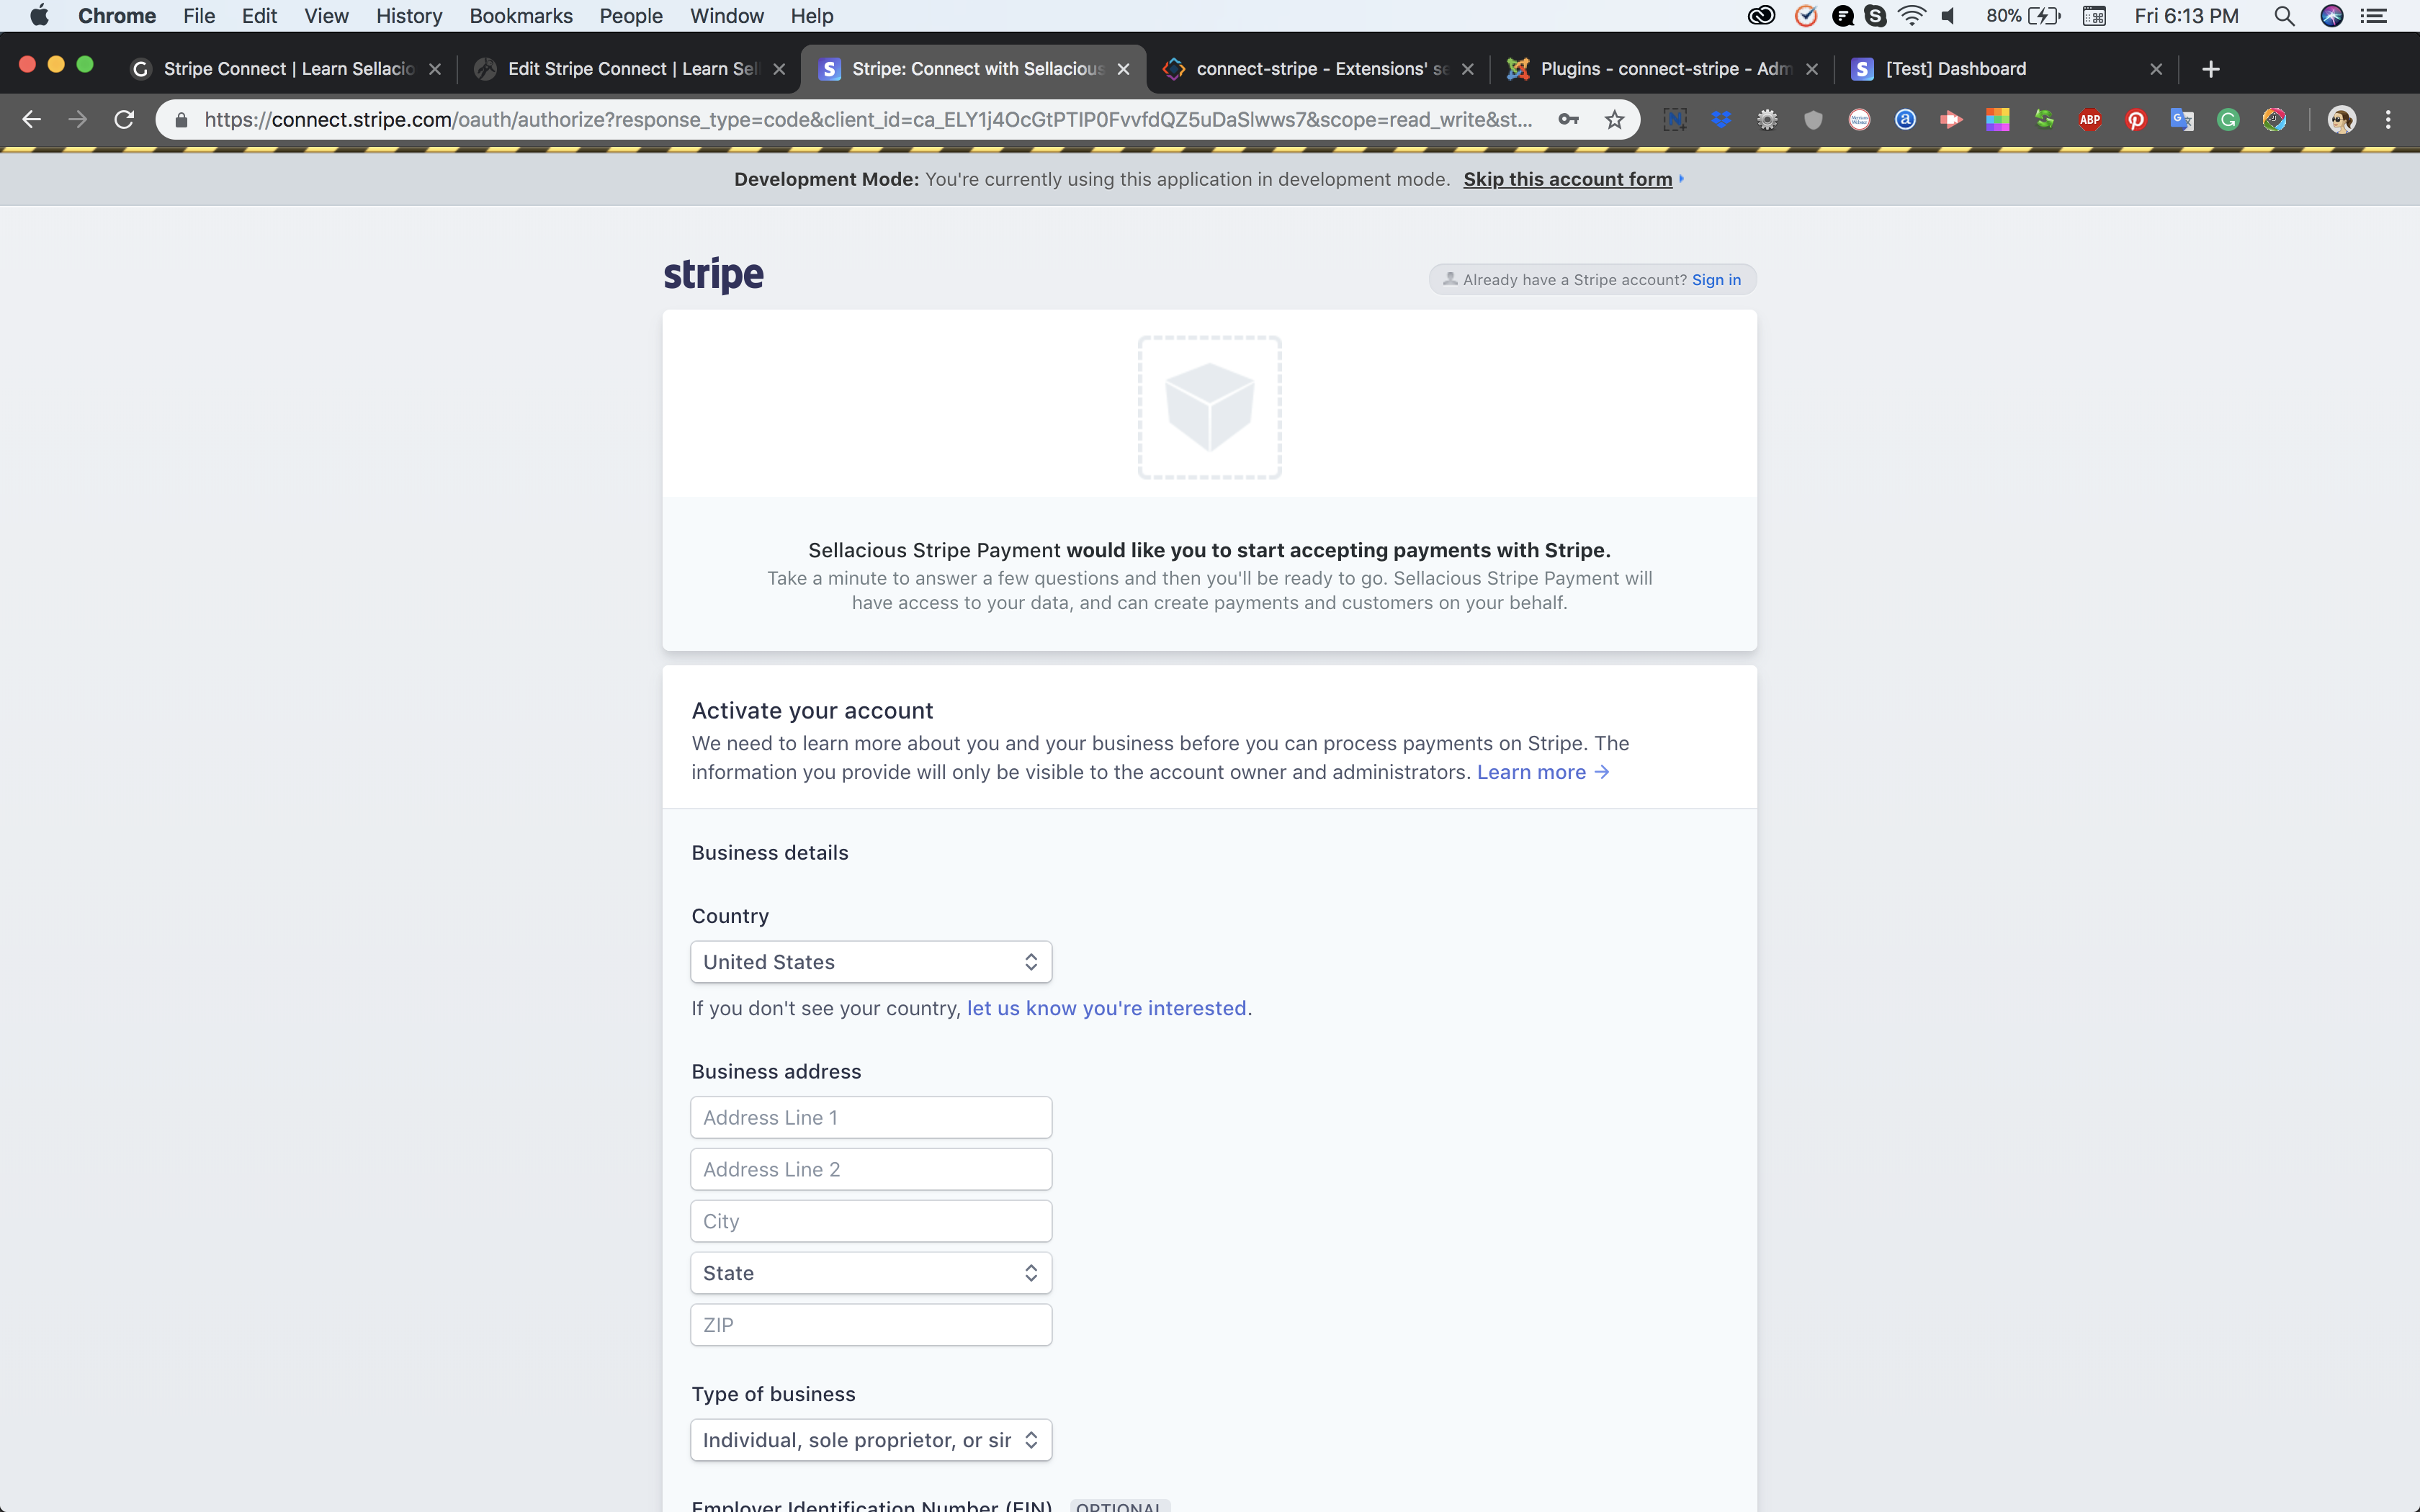 Chrome File Edit View History Bookmarks People Window Help 80% Fri 6:13 PM
Stripe Connect | Learn Sellacio Edit Stripe Connect | Learn Sel Stripe: Connect with Sellacious connect-stripe - Extensions' se Plugins - connect-stripe - Adm [Test] Dashboard
https://connect.stripe.com/oauth/authorize?response_type=code&client_id=ca_ELY1j4OcGtPTIP0FvvfdQZ5uDaSlwws7&scope=read_write&st... ABP
Development Mode: You're currently using this application in development mode. Skip this account form
stripe
Already have a Stripe account? Sign in
Sellacious Stripe Payment would like you to start accepting payments with Stripe.
Take a minute to answer a few questions and then you'll be ready to go. Sellacious Stripe Payment will
have access to your data, and can create payments and customers on your behalf.
Activate your account
We need to learn more about you and your business before you can process payments on Stripe. The
information you provide will only be visible to the account owner and administrators. Learn more →
Business details
Country
United States
If you don't see your country, let us know you're interested.
Business address
Address Line 1
Address Line 2
City
State
ZIP
Type of business
Individual, sole proprietor, or sir
Employer Identification Number (EIN) OPTIONAL